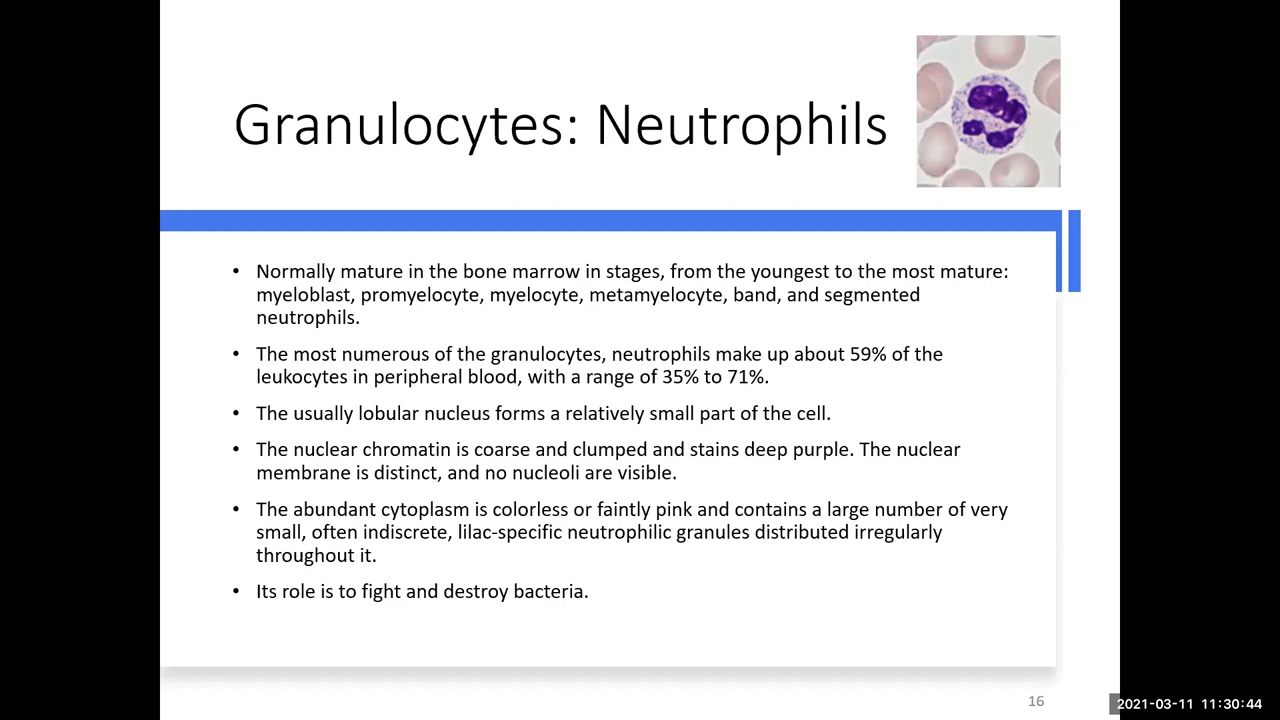 Granulocytes: Neutrophils
• Normally mature in the bone marrow in stages, from the youngest to the most mature:
myeloblast, promyelocyte, myelocyte, metamyelocyte, band, and segmented
neutrophils.
• The most numerous of the granulocytes, neutrophils make up about 59% of the
leukocytes in peripheral blood, with a range of 35% to 71%.
• The usually lobular nucleus forms a relatively small part of the cell.
• The nuclear chromatin is coarse and clumped and stains deep purple. The nuclear
membrane is distinct, and no nucleoli are visible.
• The abundant cytoplasm is colorless or faintly pink and contains a large number of very
small, often indiscrete, lilac-specific neutrophilic granules distributed irregularly
throughout it.
• Its role is to fight and destroy bacteria.
16
2021-03-11 11:30:44